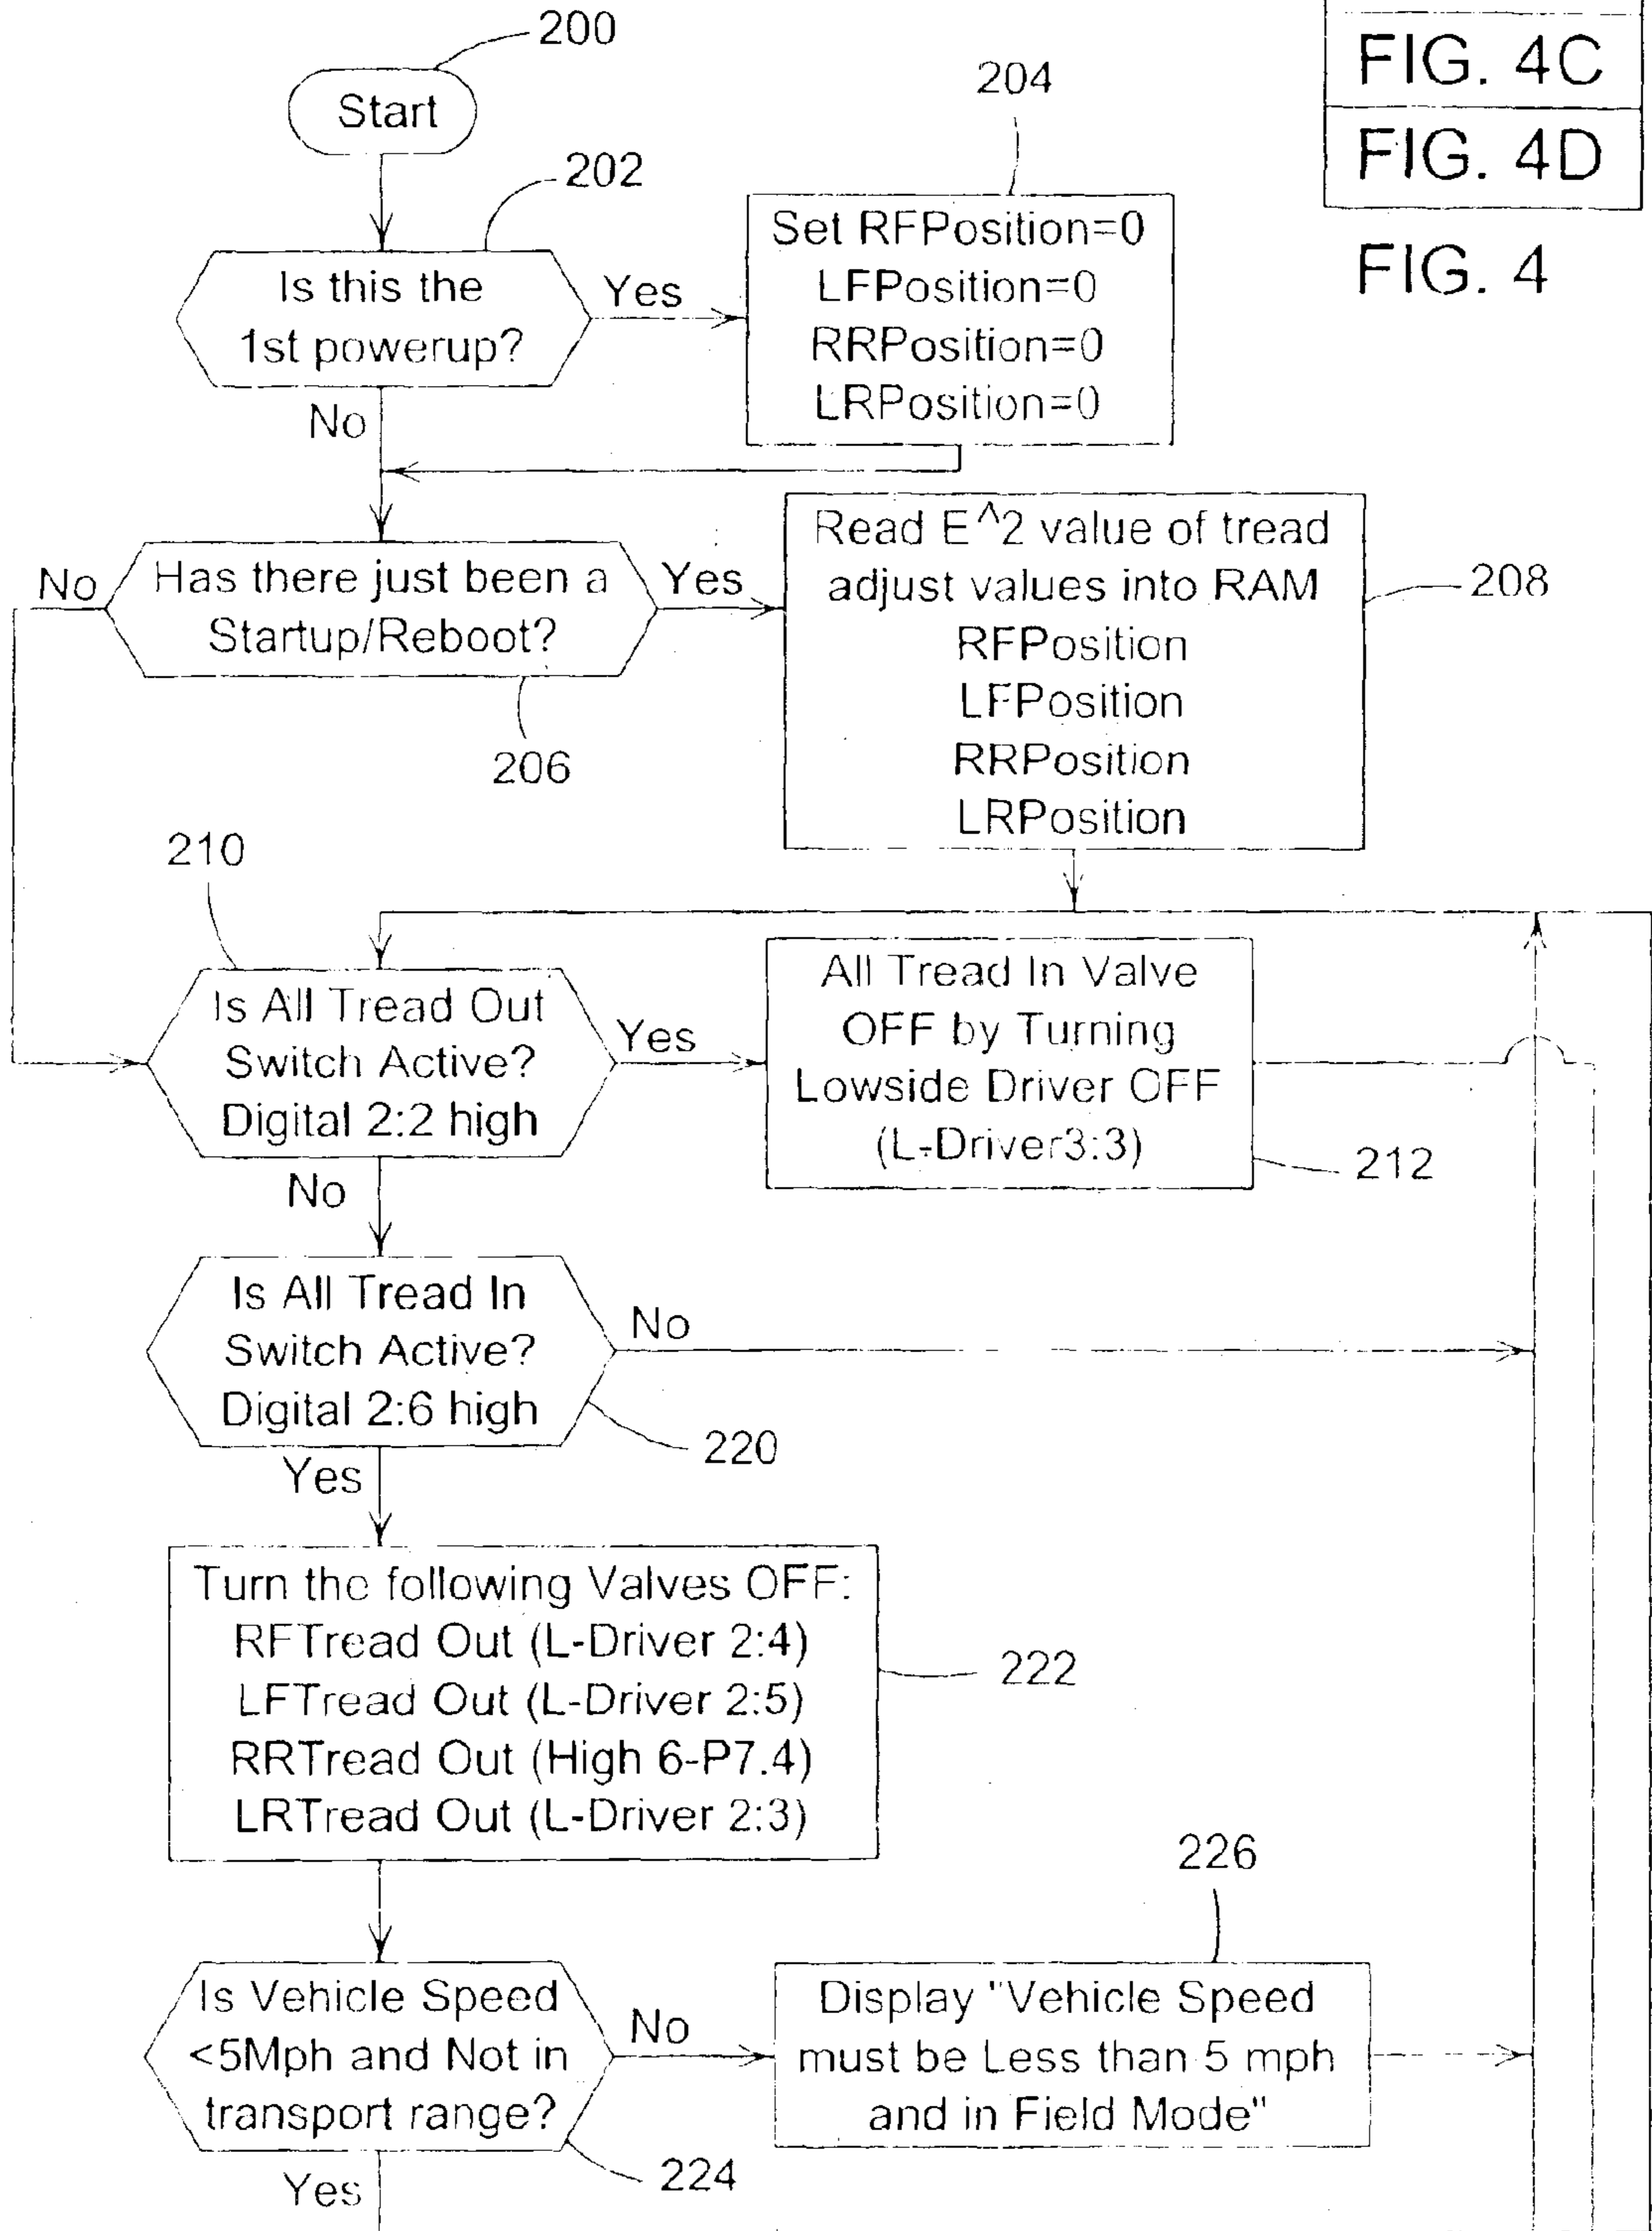 200
Start
FIG. 4C
FIG. 4D
FIG. 4
202
204
Is this the
1st powerup?
Yes
No
Set RFPosition=0
LFPosition=0
RRPosition=0
LRPosition=0
Has there just been a
Startup/Reboot?
No
Yes
206
Read E^2 value of tread
adjust values into RAM
RFPosition
LFPosition
RRPosition
LRPosition
208
210
Is All Tread Out
Switch Active?
Digital 2:2 high
Yes
No
All Tread In Valve
OFF by Turning
Lowside Driver OFF
(L-Driver3:3)
212
Is All Tread In
Switch Active?
Digital 2:6 high
No
220
Yes
Turn the following Valves OFF:
RFTread Out (L-Driver 2:4)
LFTread Out (L-Driver 2:5)
RRTread Out (High 6-P7.4)
LRTread Out (L-Driver 2:3)
222
226
Is Vehicle Speed
<5Mph and Not in
transport range?
No
224
Yes
Display "Vehicle Speed
must be Less than 5 mph
and in Field Mode"